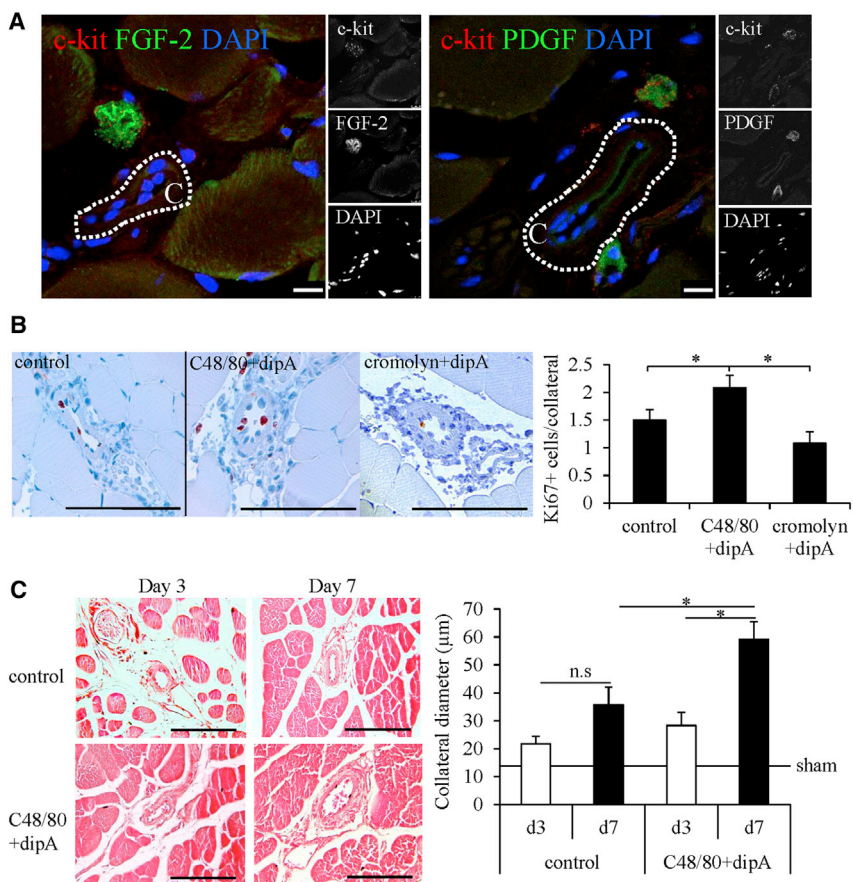 A
c-kit FGF-2 DAPI
c-kit
FGF-2
DAPI
C
c-kit PDGF DAPI
c-kit
PDGF
DAPI
C
B
control
C48/80+dipA
cromolyn+dipA
Ki67+ cells/collateral
2.5
2
1.5
1
0.5
0
*
*
control
C48/80
+dipA
cromolyn
+dipA
C
Day 3
Day 7
control
C48/80
+dipA
Collateral diameter (μm)
70
60
50
40
30
20
10
0
n.s
*
*
sham
d3
d7
d3
d7
control
C48/80+dipA